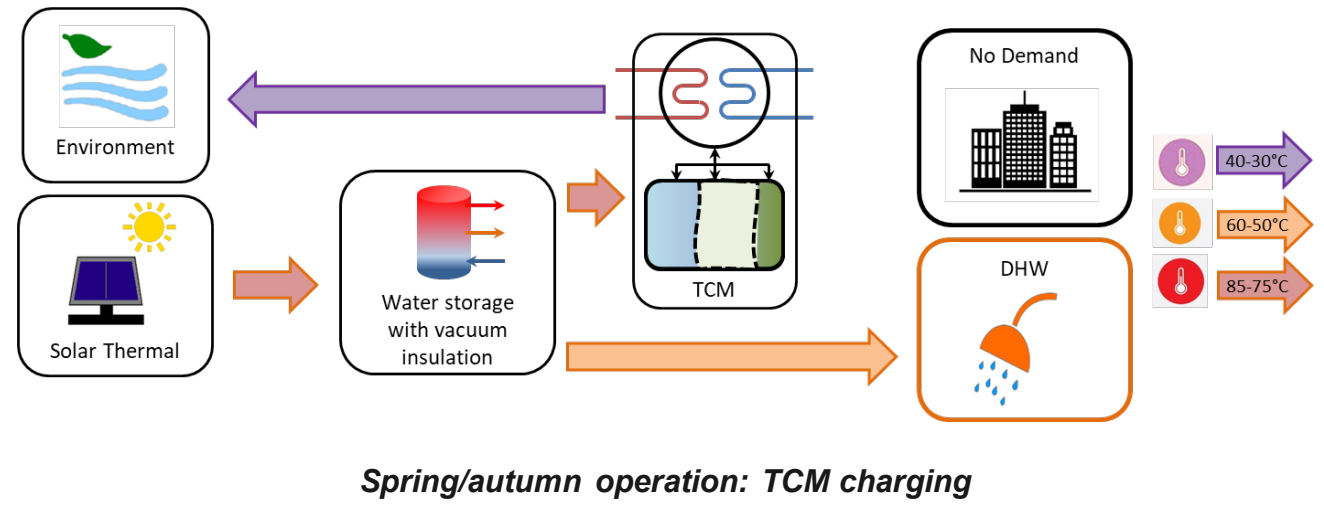 Environment
Solar Thermal
Water storage
with vacuum
insulation
TCM
No Demand
DHW
40-30°C
60-50°C
85-75°C
Spring/autumn operation: TCM charging